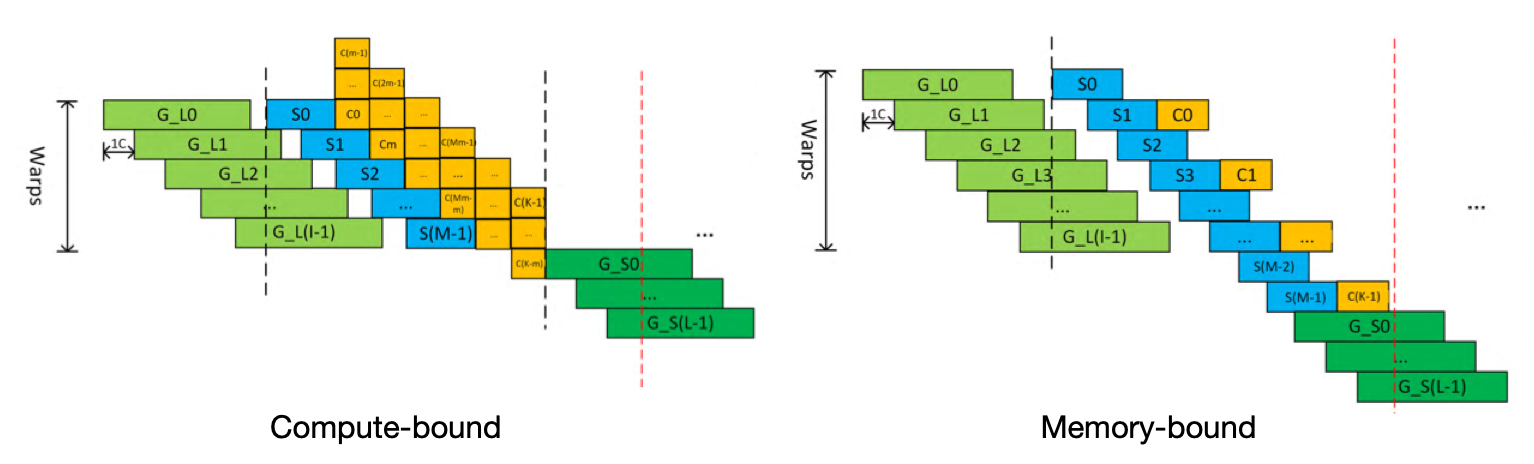 C(m-1)
... C(2m-1)
G_L0 S0 C0 ... ...
1C G_L1 S1 Cm ... C(Mm-1)
G_L2 S2 ... ... ...
... ... C(Mm-
m) ... C(K-1)
G_L(I-1) S(M-1) ... ...
C(K-m) G_S0
...
G_S(L-1)
...
Warps
Compute-bound
G_L0 S0
1C G_L1 S1 C0
G_L2 S2
G_L3 S3 C1
... ...
G_L(I-1) ... ...
S(M-2)
S(M-1) C(K-1)
G_S0
...
G_S(L-1)
...
Warps
Memory-bound